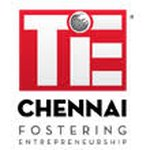 TiE
®
CHENNAI
FOSTERING
ENTREPRENEURSHIP